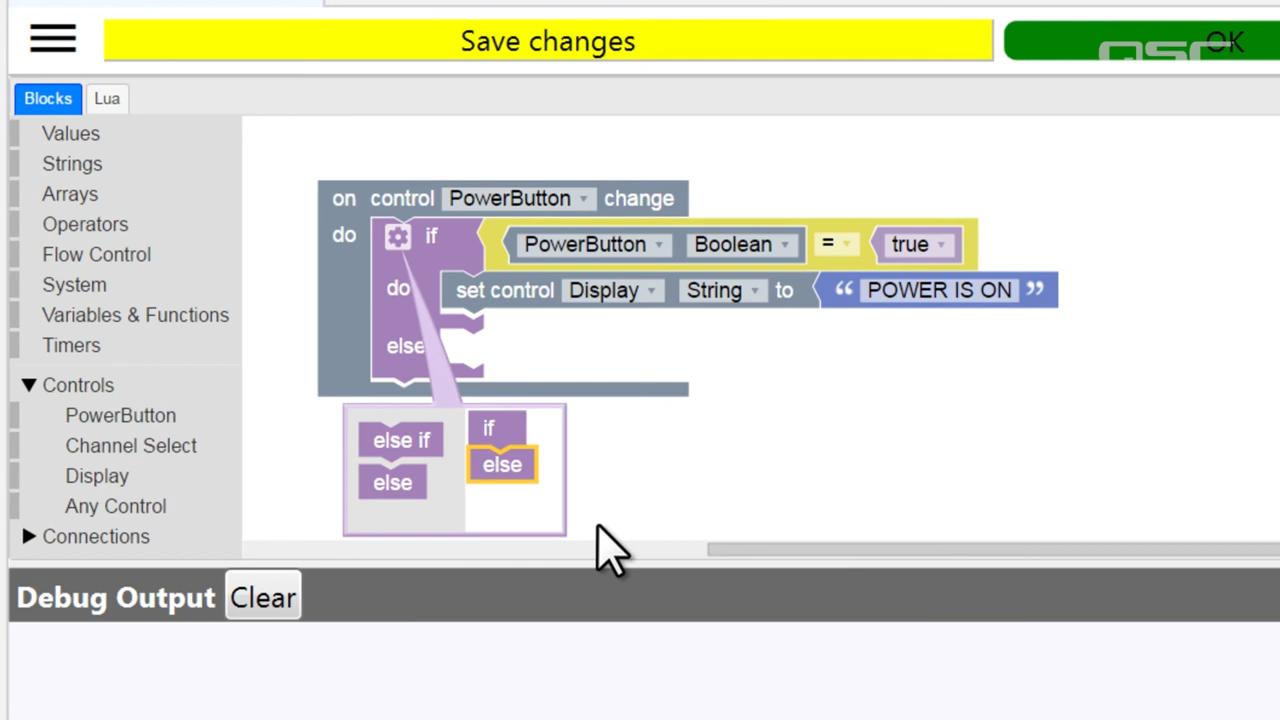 Save changes
OK
QSC
Blocks Lua
Values
Strings
Arrays
Operators
Flow Control
System
Variables & Functions
Timers
Controls
PowerButton
Channel Select
Display
Any Control
Connections
on control PowerButton change
do if PowerButton Boolean = true
do set control Display String to “ POWER IS ON ”
else
else if
else
if
else
Debug Output Clear